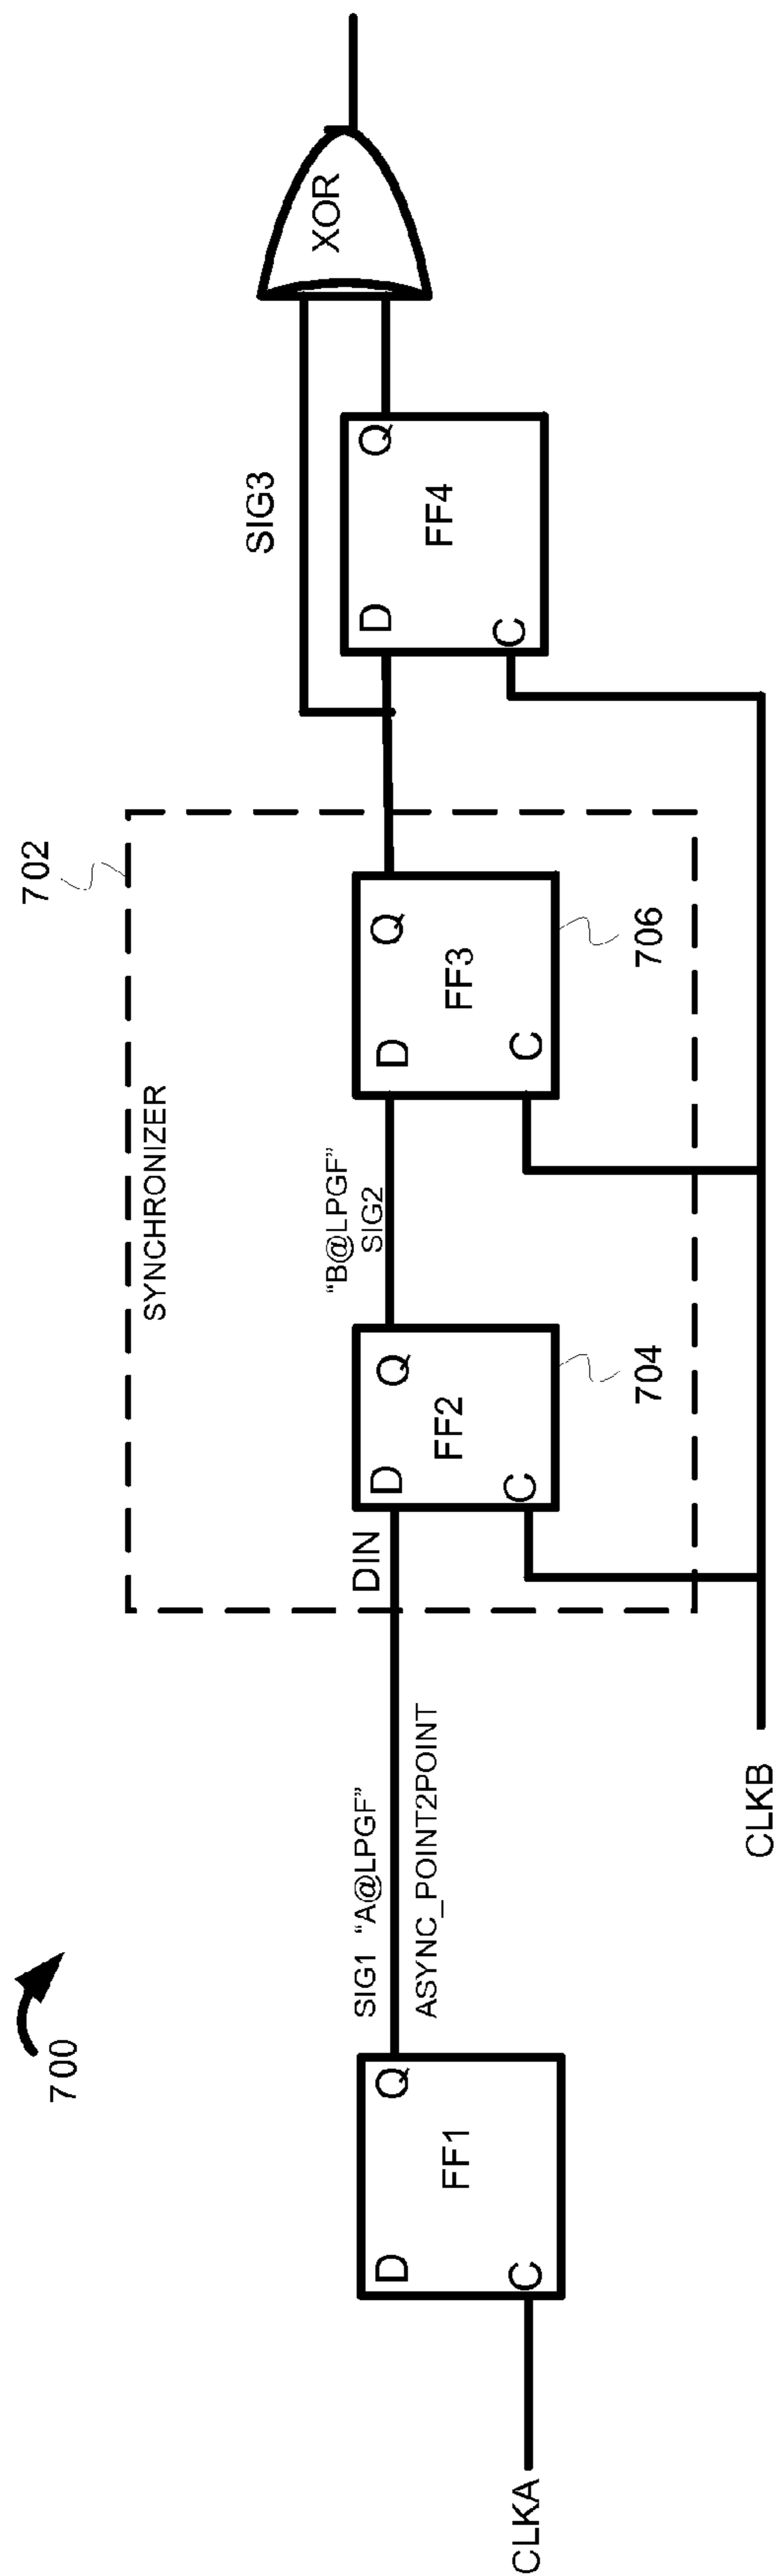 700
CLKA
D
Q
FF1
C
SIG1 "A@LPGF"
ASYNC_POINT2POINT
CLKB
702
SYNCHRONIZER
DIN
D
Q
FF2
C
704
"B@LPGF"
SIG2
D
Q
FF3
C
706
SIG3
D
Q
FF4
C
XOR